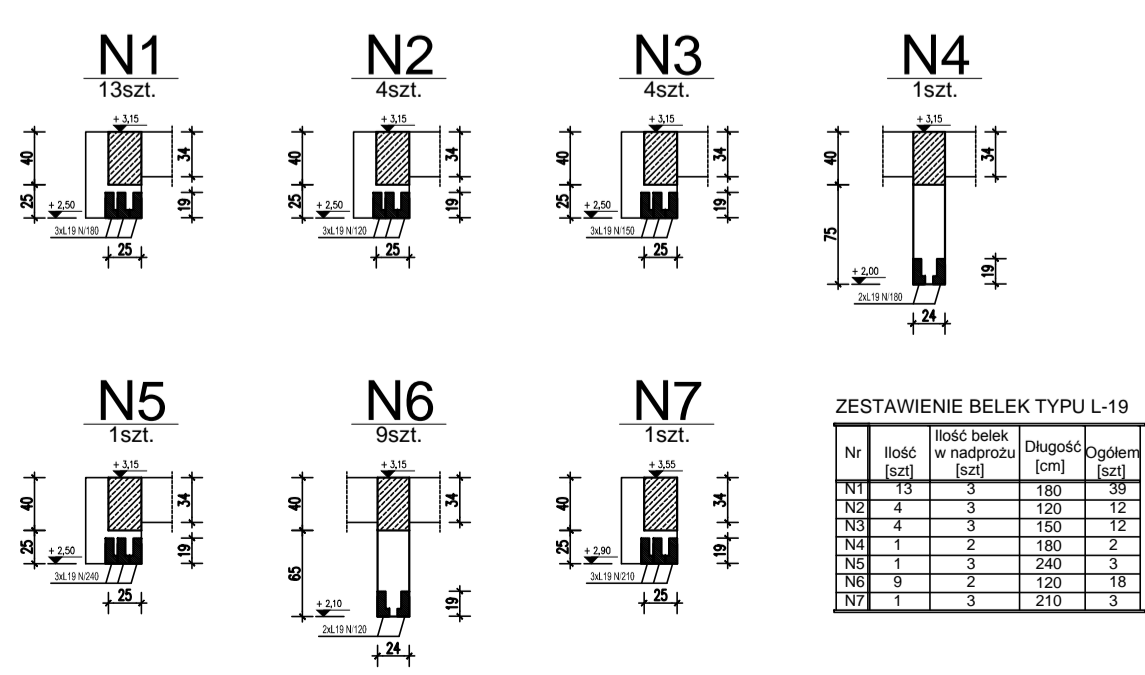 N1
13szt.
+ 3,15
40
34
25
19
+ 2,50
3xL19 N/180
25
N2
4szt.
+ 3,15
40
34
25
19
+ 2,50
3xL19 N/120
25
N3
4szt.
+ 3,15
40
34
25
19
+ 2,50
3xL19 N/150
25
N4
1szt.
+ 3,15
40
34
75
19
+ 2,00
2xL19 N/180
24
N5
1szt.
+ 3,15
40
34
25
19
+ 2,50
3xL19 N/240
25
N6
9szt.
+ 3,15
40
34
65
19
+ 2,10
2xL19 N/120
24
N7
1szt.
+ 3,55
40
34
25
19
+ 2,90
3xL19 N/210
25
ZESTAWIENIE BELEK TYPU L-19
Nr Ilość [szt] Ilość belek w nadprożu [szt] Długość [cm] Ogółem [szt]
N1 13 3 180 39
N2 4 3 120 12
N3 4 3 150 12
N4 1 2 180 2
N5 1 3 240 3
N6 9 2 120 18
N7 1 3 210 3